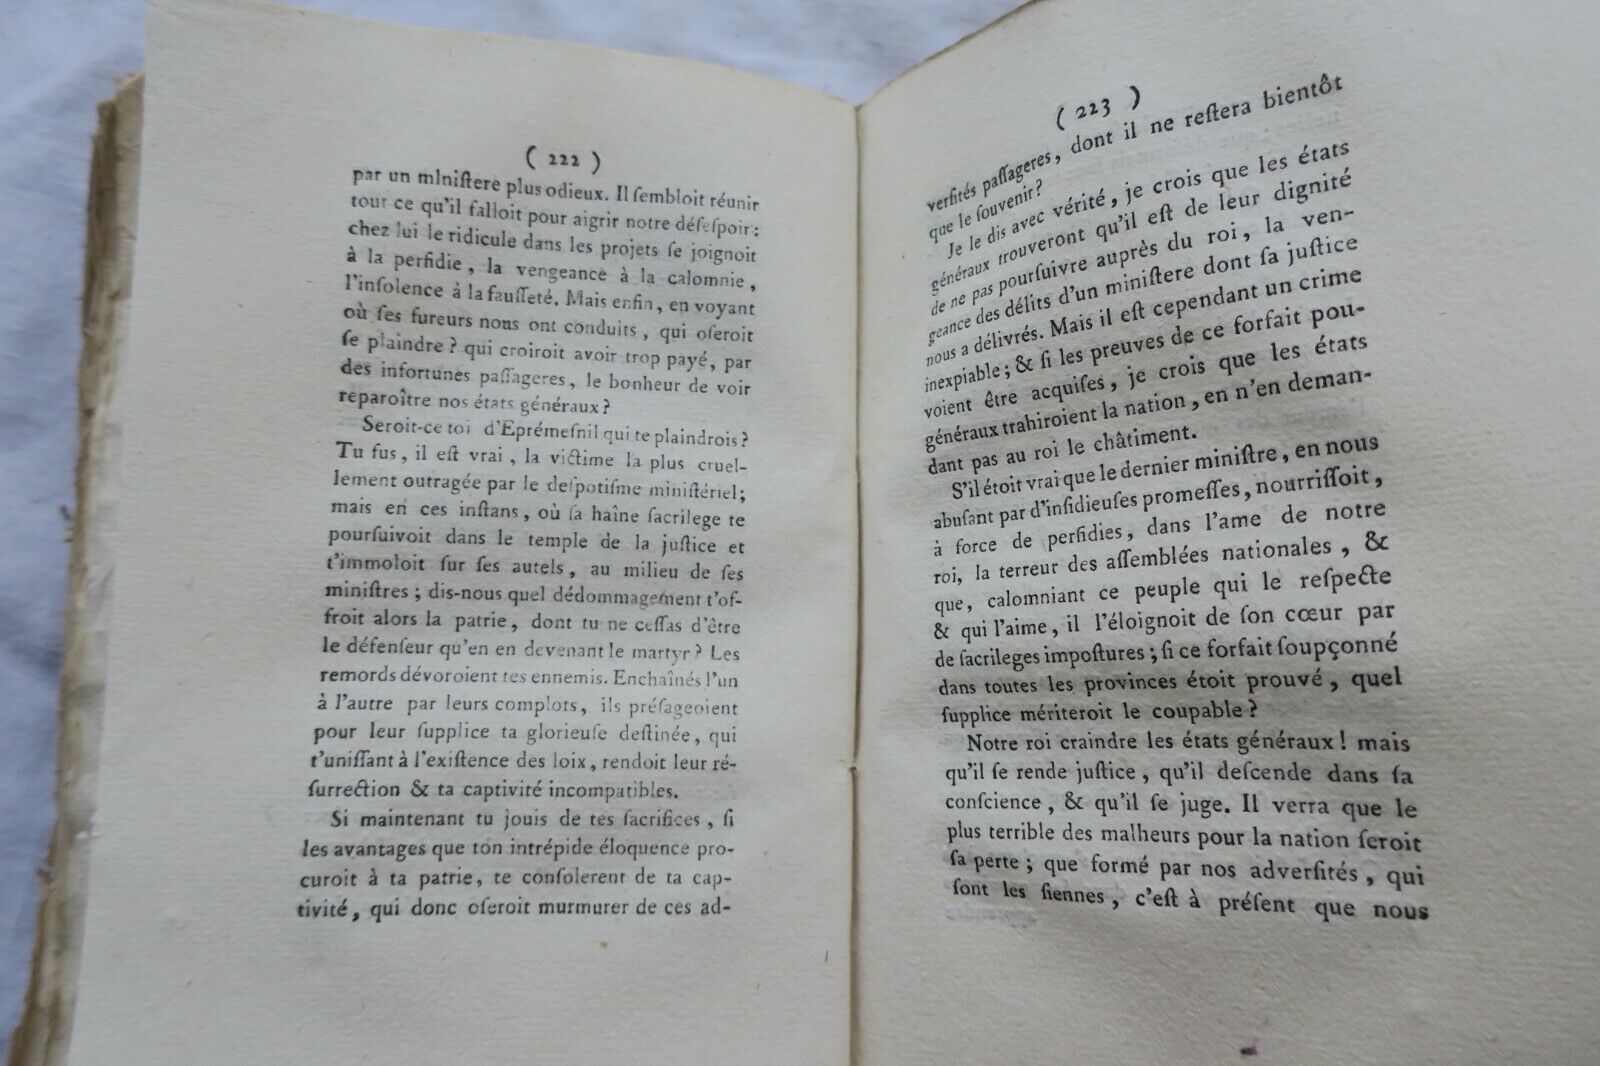 ( 222 )
par un mIniſtere plus odieux. Il ſembloit réunir
tout ce qu'il falloit pour aigrir notre déſeſpoir :
chez lui le ridicule dans les projets ſe joignoit
à la perfidie, la vengeance à la calomnie,
l'inſolence à la fauſſeté. Mais enfin, en voyant
où ſes fureurs nous ont conduits, qui oſeroit
ſe plaindre ? qui croiroit avoir trop payé, par
des infortunes paſſageres, le bonheur de voir
reparoître nos états généraux ?
Seroit-ce toi d'Eprémeſnil qui te plaindrois ?
Tu fus, il eſt vrai, la victime la plus cruel-
lement outragée par le deſpotiſme miniſtériel ;
mais en ces inſtans, où ſa haîne ſacrilege te
pourſuivoit dans le temple de la juſtice et
t'immoloit ſur ſes autels, au milieu de ſes
miniſtres ; dis-nous quel dédommagement t'of-
froit alors la patrie, dont tu ne ceſſas d'être
le défenſeur qu'en en devenant le martyr ? Les
remords dévoroient tes ennemis. Enchaînés l'un
à l'autre par leurs complots, ils préſageoient
pour leur ſupplice ta glorieuſe deſtinée, qui
t'uniſſant à l'exiſtence des loix, rendoit leur ré-
ſurrection & ta captivité incompatibles.
Si maintenant tu jouis de tes ſacrifices, ſi
les avantages que ton intrépide éloquence pro-
curoit à ta patrie, te conſolerent de ta cap-
tivité, qui donc oſeroit murmurer de ces ad-
( 223 )
verſités paſſageres, dont il ne reſtera bientôt
que le ſouvenir ?
Je le dis avec vérité, je crois que les états
généraux trouveront qu'il eſt de leur dignité
de ne pas pourſuivre auprès du roi, la ven-
geance des délits d'un miniſtere dont ſa juſtice
nous a délivrés. Mais il eſt cependant un crime
inexpiable ; & ſi les preuves de ce forfait pou-
voient être acquiſes, je crois que les états
généraux trahiroient la nation, en n'en deman-
dant pas au roi le châtiment.
S'il étoit vrai que le dernier miniſtre, en nous
abuſant par d'inſidieuſes promeſſes, nourriſſoit,
à force de perfidies, dans l'ame de notre
roi, la terreur des aſſemblées nationales, &
que, calomniant ce peuple qui le reſpecte
& qui l'aime, il l'éloignoit de ſon cœur par
de ſacrileges impoſtures ; ſi ce forfait ſoupçonné
dans toutes les provinces étoit prouvé, quel
ſupplice mériteroit le coupable ?
Notre roi craindre les états généraux ! mais
qu'il ſe rende juſtice, qu'il deſcende dans ſa
conſcience, & qu'il ſe juge. Il verra que le
plus terrible des malheurs pour la nation ſeroit
ſa perte ; que formé par nos adverſités, qui
ſont les ſiennes, c'eſt à préſent que nous